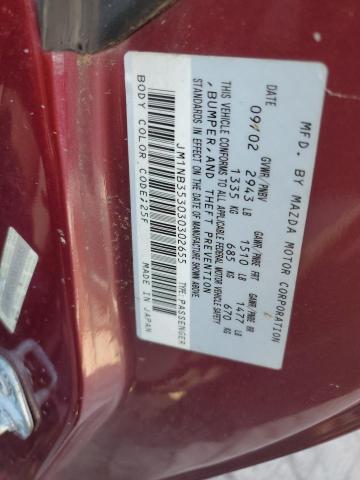 MFD. BY MAZDA MOTOR CORPORATION
DATE GVWR/PNBV GAWR/PNBE FRT GAWR/PNBE RR
09/02 2943 LB 1510 LB 1477 LB
1335 KG 685 KG 670 KG
THIS VEHICLE CONFORMS TO ALL APPLICABLE FEDERAL MOTOR VEHICLE SAFETY
, BUMPER, AND THEFT PREVENTION
STANDARDS IN EFFECT ON THE DATE OF MANUFACTURE SHOWN ABOVE.
JM1NB353030302655 TYPE:PASSENGER
MADE IN JAPAN
BODY COLOR CODE:25F